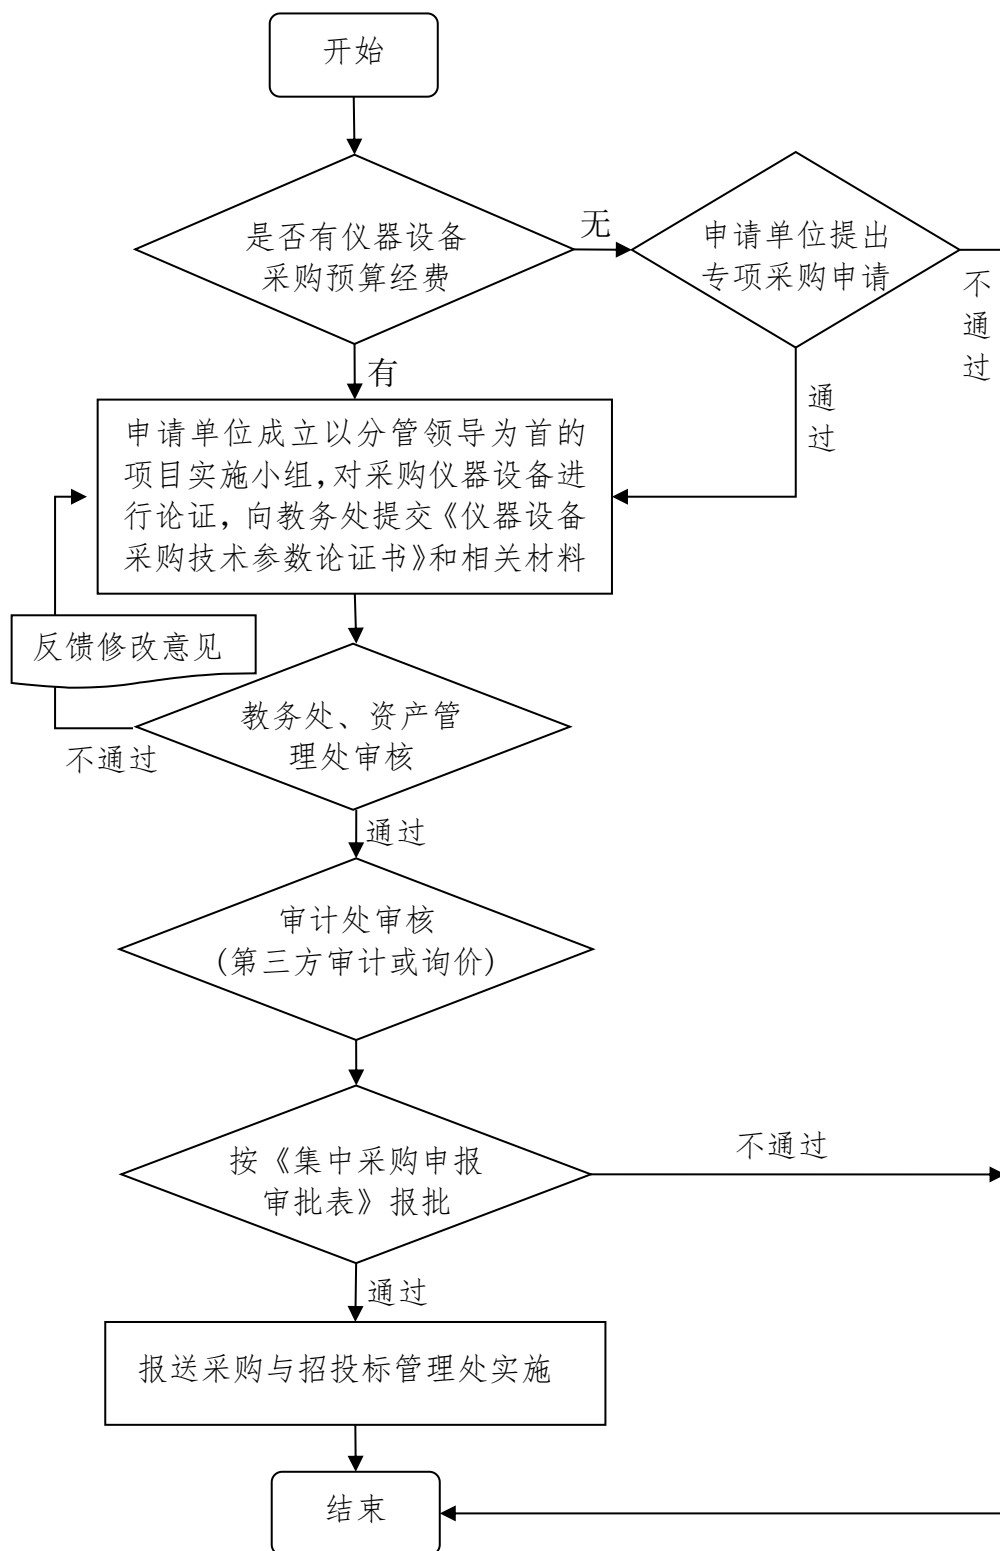 开始
是否有仪器设备
采购预算经费
无
申请单位提出
专项采购申请
不
通
过
有
通
过
申请单位成立以分管领导为首的
项目实施小组，对采购仪器设备进
行论证，向教务处提交《仪器设备
采购技术参数论证书》和相关材料
反馈修改意见
不通过
教务处、资产管
理处审核
通过
审计处审核
(第三方审计或询价)
按《集中采购申报
审批表》报批
不通过
通过
报送采购与招投标管理处实施
结束